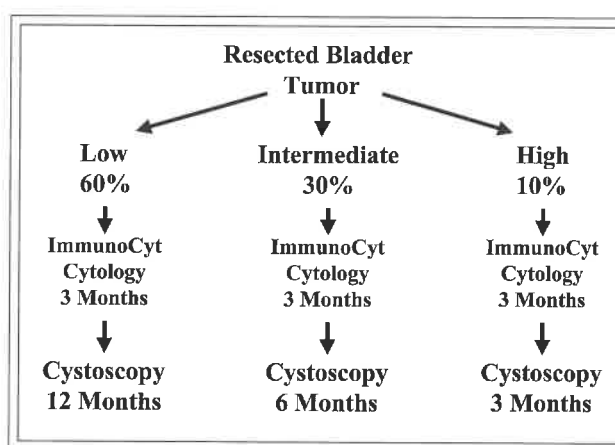 Resected Bladder
Tumor
Low
60%
ImmunoCyt
Cytology
3 Months
Cystoscopy
12 Months
Intermediate
30%
ImmunoCyt
Cytology
3 Months
Cystoscopy
6 Months
High
10%
ImmunoCyt
Cytology
3 Months
Cystoscopy
3 Months